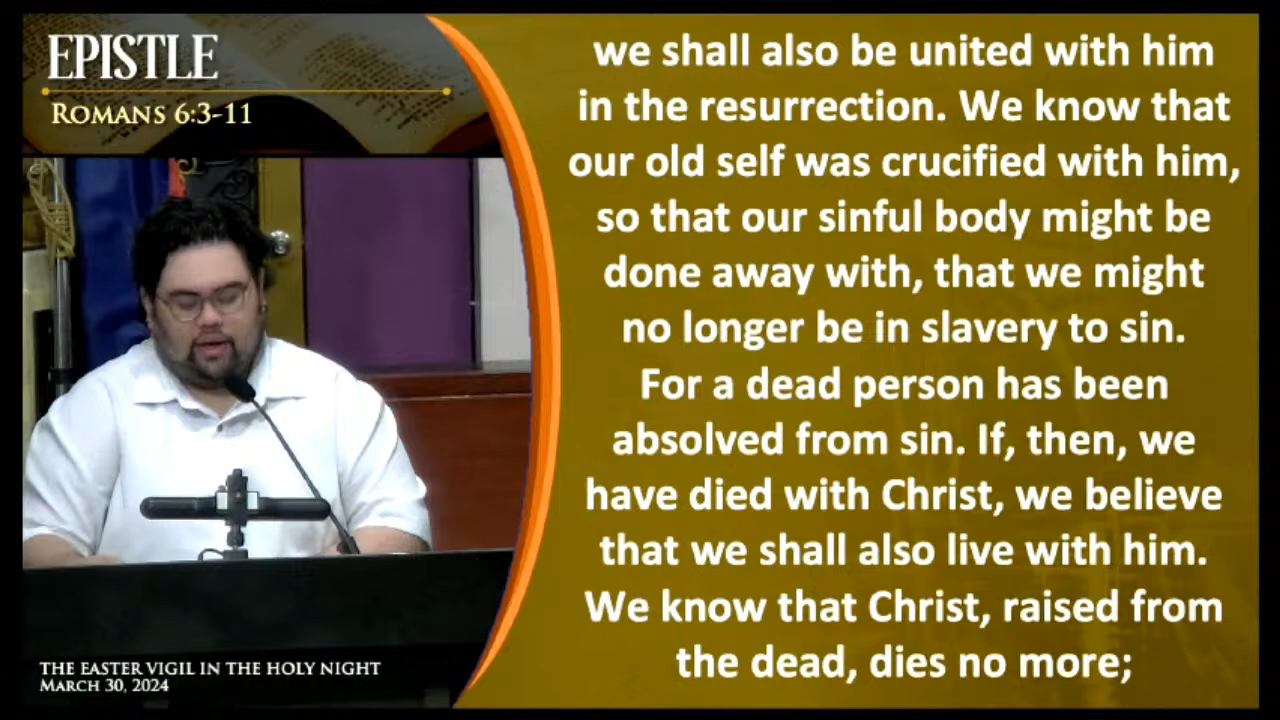 EPISTLE
ROMANS 6:3-11
we shall also be united with him
in the resurrection. We know that
our old self was crucified with him,
so that our sinful body might be
done away with, that we might
no longer be in slavery to sin.
For a dead person has been
absolved from sin. If, then, we
have died with Christ, we believe
that we shall also live with him.
We know that Christ, raised from
the dead, dies no more;
THE EASTER VIGIL IN THE HOLY NIGHT
MARCH 30, 2024